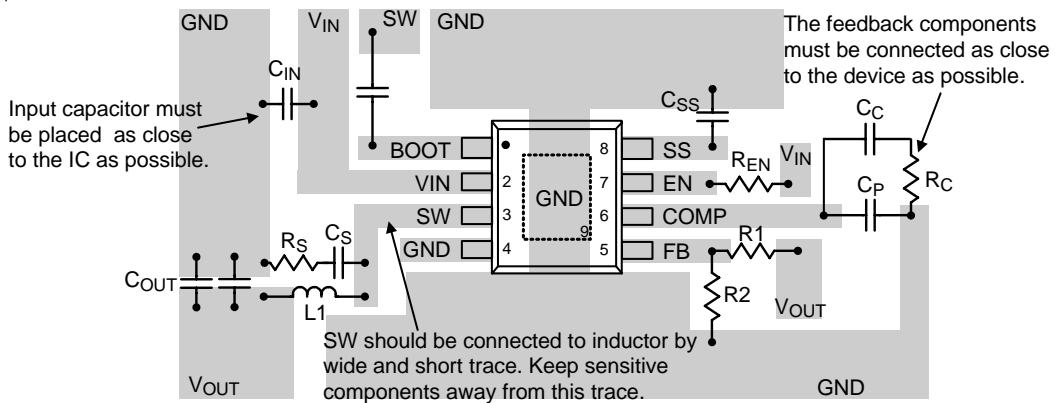 GND
VIN
SW
GND
The feedback components
must be connected as close
to the device as possible.
CIN
Input capacitor must
be placed as close
to the IC as possible.
CSS
CC
BOOT
8
SS
REN
VIN
VIN
2
GND
7
EN
CP
RC
SW
3
6
COMP
GND
4
9
5
FB
R1
RS
CS
COUT
L1
R2
VOUT
SW should be connected to inductor by
wide and short trace. Keep sensitive
components away from this trace.
VOUT
GND